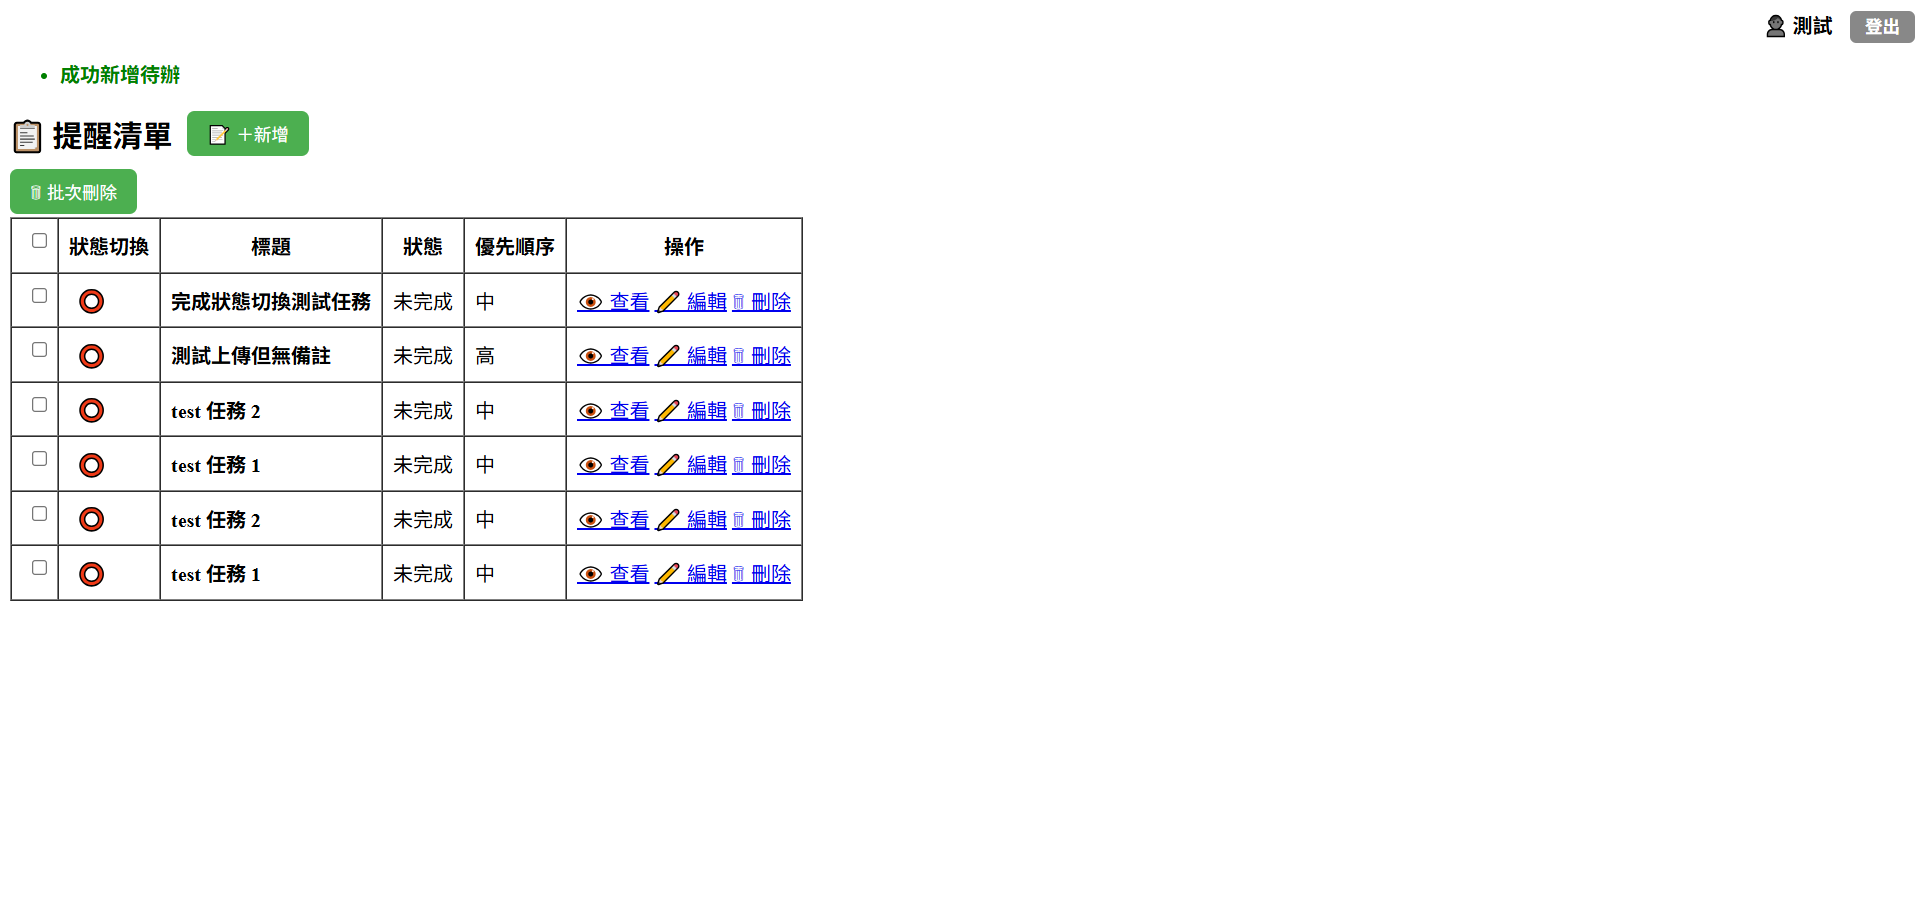 測試 登出
成功新增待辦
提醒清單 +新增
批次刪除
狀態切換 標題 狀態 優先順序 操作
完成狀態切換測試任務 未完成 中 查看 編輯 刪除
測試上傳但無備註 未完成 高 查看 編輯 刪除
test 任務 2 未完成 中 查看 編輯 刪除
test 任務 1 未完成 中 查看 編輯 刪除
test 任務 2 未完成 中 查看 編輯 刪除
test 任務 1 未完成 中 查看 編輯 刪除